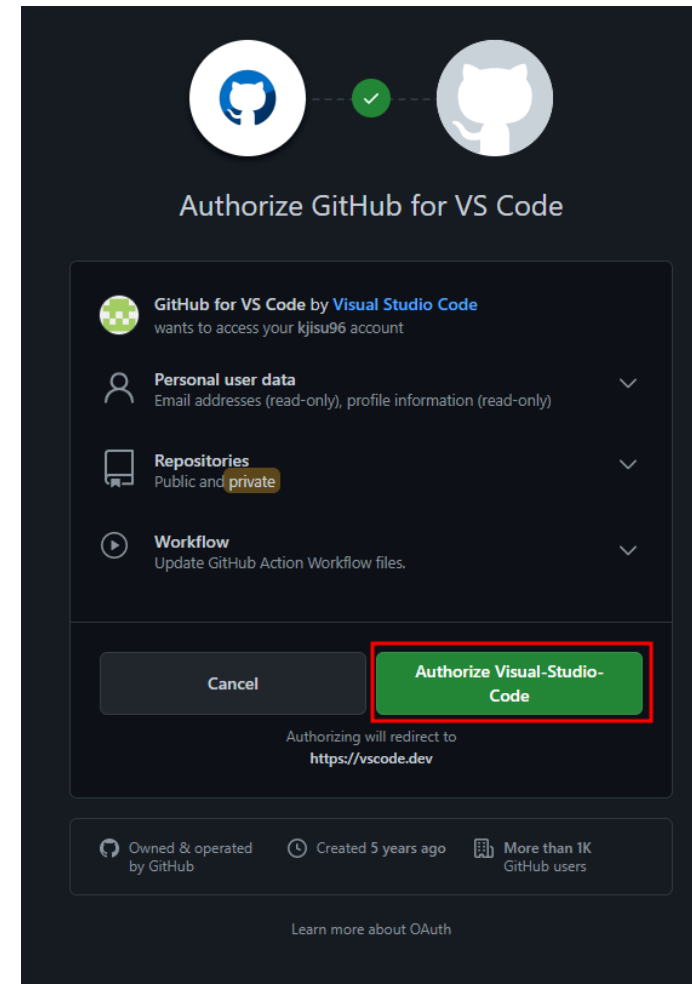 Authorize GitHub for VS Code
GitHub for VS Code by Visual Studio Code
wants to access your kjisu96 account
Personal user data
Email addresses (read-only), profile information (read-only)
Repositories
Public and private
Workflow
Update GitHub Action Workflow files.
Cancel
Authorize Visual-Studio-
Code
Authorizing will redirect to
https://vscode.dev
Owned & operated
by GitHub
Created 5 years ago
More than 1K
GitHub users
Learn more about OAuth